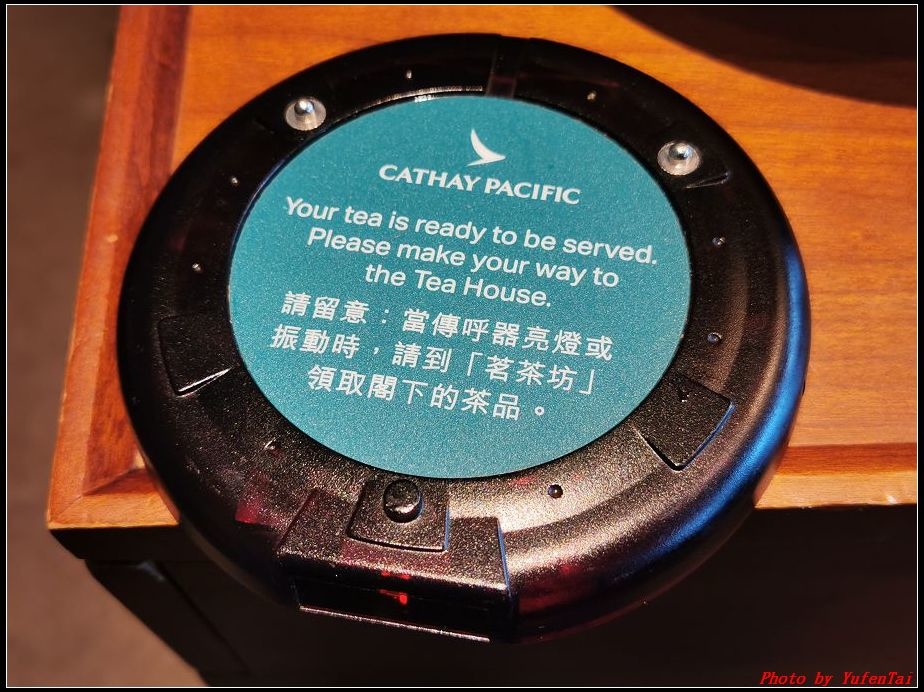 CATHAY PACIFIC
Your tea is ready to be served.
Please make your way to
the Tea House.
請留意：當傳呼器亮燈或
振動時，請到「茗茶坊」
領取閣下的茶品。
Photo by YufenTai